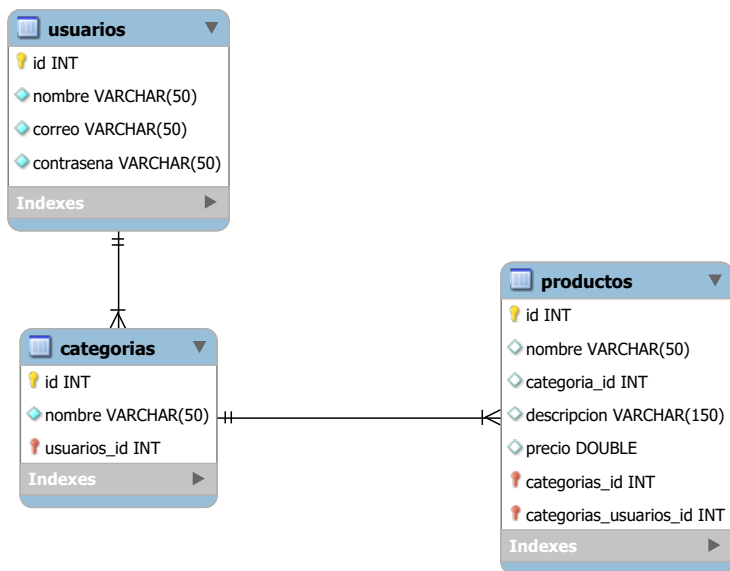 usuarios
id INT
nombre VARCHAR(50)
correo VARCHAR(50)
contrasena VARCHAR(50)
Indexes
categorias
id INT
nombre VARCHAR(50)
usuarios_id INT
Indexes
productos
id INT
nombre VARCHAR(50)
categoria_id INT
descripcion VARCHAR(150)
precio DOUBLE
categorias_id INT
categorias_usuarios_id INT
Indexes